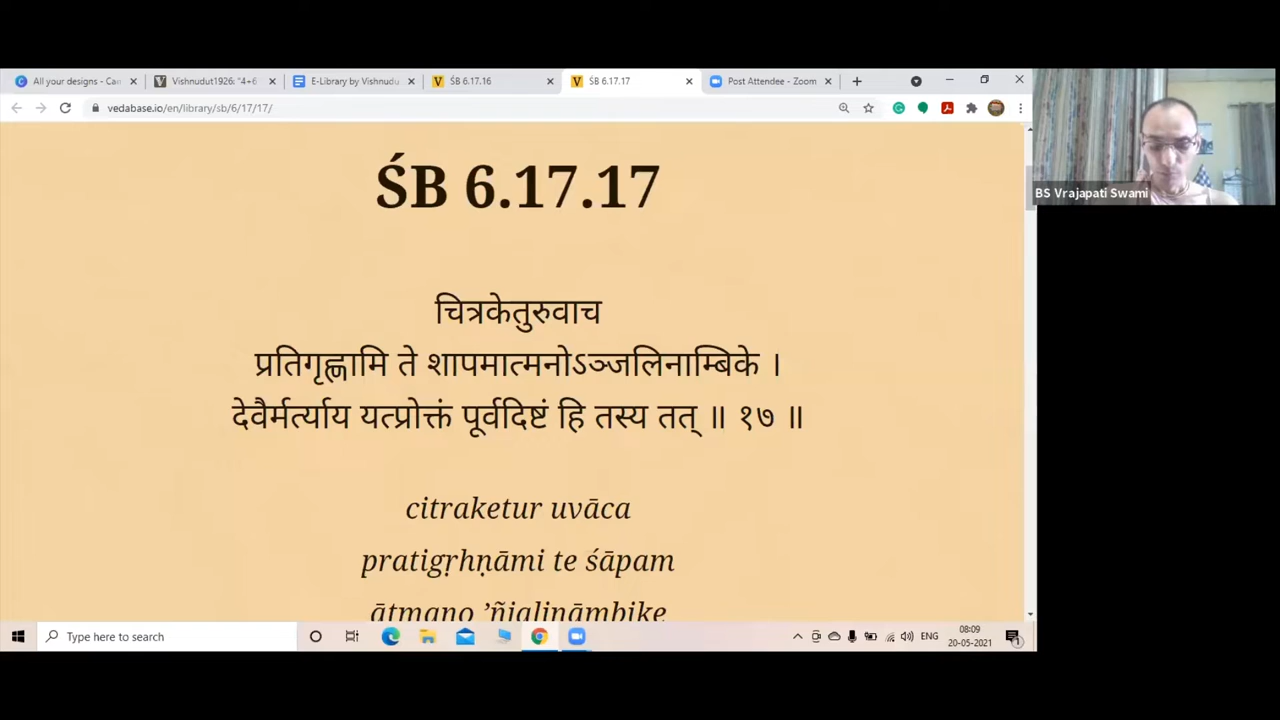 All your designs - Can
Vishnudut1926: "4+6
E-Library by Vishnudu
ŚB 6.17.16
ŚB 6.17.17
Post Attendee - Zoom
vedabase.io/en/library/sb/6/17/17/
BS Vrajapati Swami
ŚB 6.17.17
चित्रकेतुरुवाच
प्रतिगृह्णामि ते शापमात्मनोऽञ्जलिनाम्बिके ।
देवैर्मर्त्याय यत्प्रोक्तं पूर्वदिष्टं हि तस्य तत् ॥ १७ ॥
citraketur uvāca
pratigṛhṇāmi te śāpam
ātmano ’ñjalināmbike
Type here to search
ENG
08:09
20-05-2021